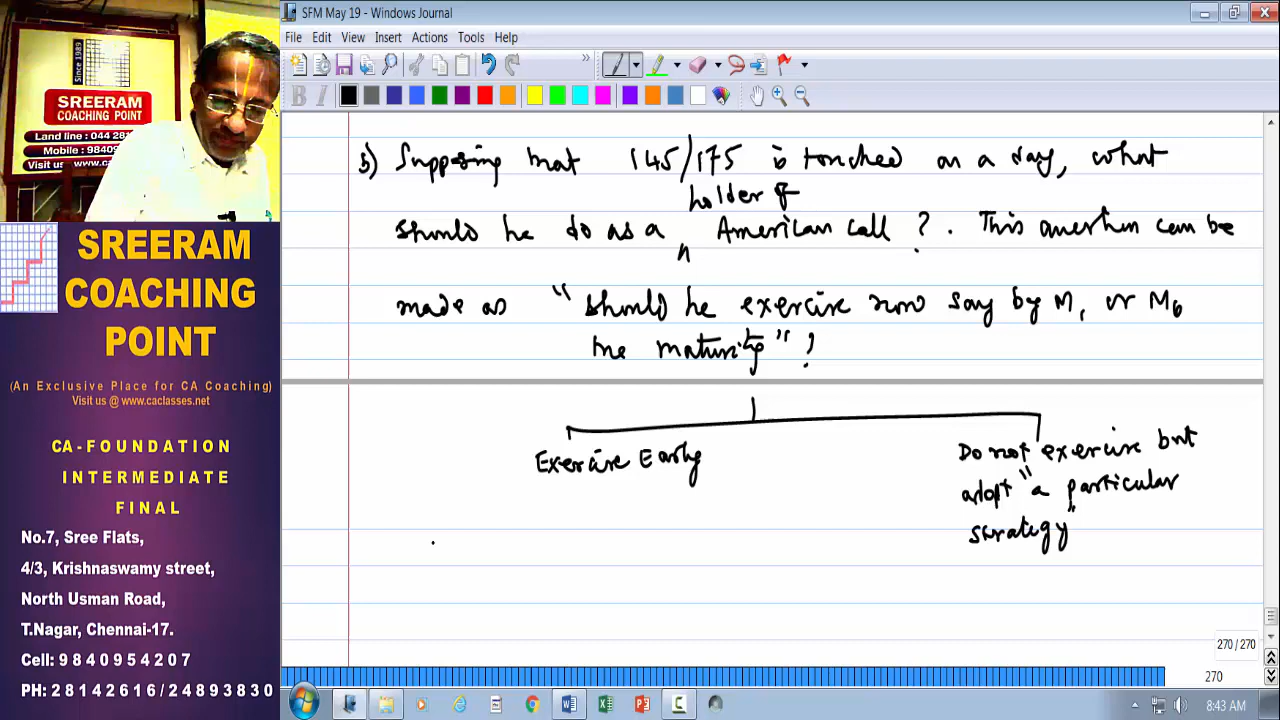 SFM May 19 - Windows Journal
File Edit View Insert Actions Tools Help
Since 1989
SREERAM
COACHING POINT
Land line : 044 281
Mobile : 98409
Visit us @ www.ca
SREERAM
COACHING
POINT
(An Exclusive Place for CA Coaching)
Visit us @ www.caclasses.net
CA-FOUNDATION
INTERMEDIATE
FINAL
No.7, Sree Flats,
4/3, Krishnaswamy street,
North Usman Road,
T.Nagar, Chennai-17.
Cell: 9840954207
PH: 28142616/24893830
Supposing that 145/175 is touched on a day, what
holder of
should he do as a American call ?. This question can be
made as "should he exercise now say by M, or
the maturity" ?
Exercise Early
Do not exercise but
adopt "a particular
strategy"
270 / 270
270
8:43 AM